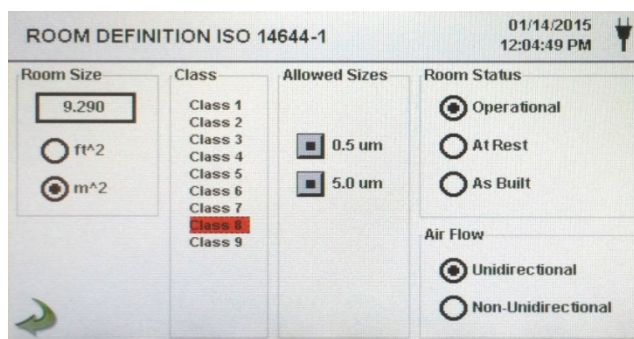 ROOM DEFINITION ISO 14644-1
01/14/2015
12:04:49 PM
Room Size
9.290
ft^2
m^2
Class
Class 1
Class 2
Class 3
Class 4
Class 5
Class 6
Class 7
Class 8
Class 9
Allowed Sizes
0.5 um
5.0 um
Room Status
Operational
At Rest
As Built
Air Flow
Unidirectional
Non-Unidirectional